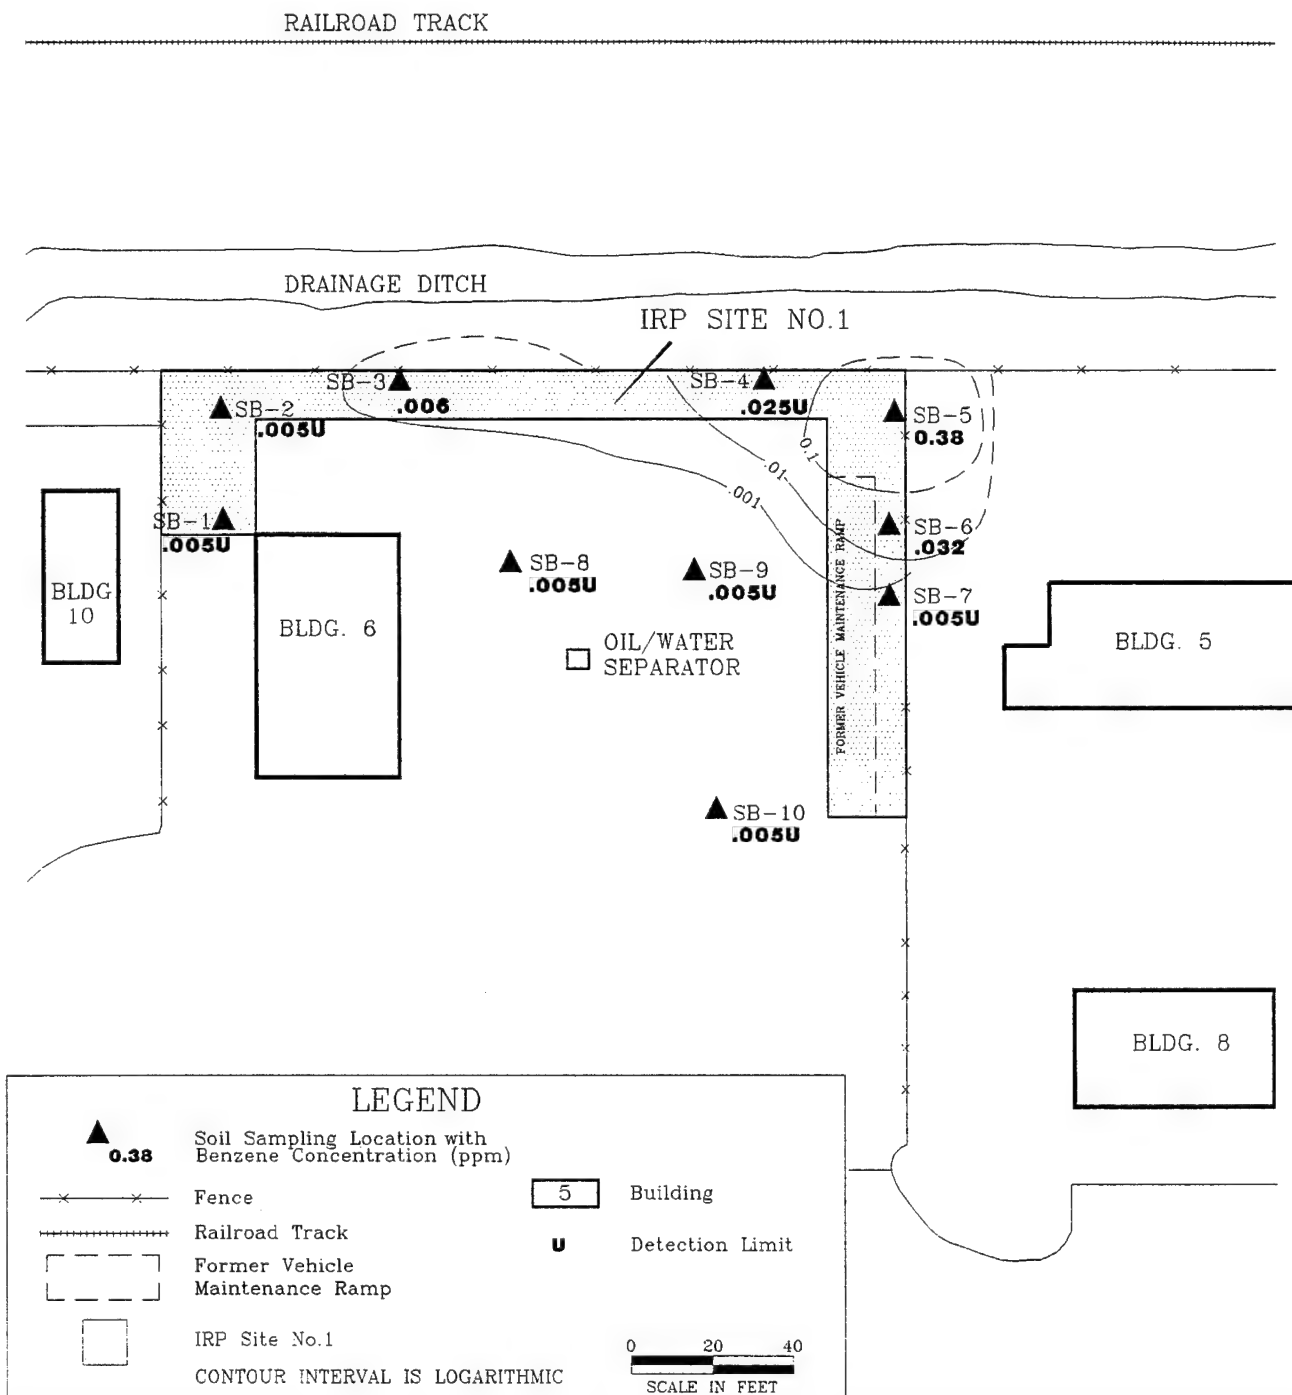 RAILROAD TRACK
DRAINAGE DITCH
IRP SITE NO.1
SB-3
.006
SB-4
.025U
SB-2
.005U
SB-5
0.38
0.1
.01
.001
SB-1
.005U
SB-6
.032
SB-8
.005U
SB-9
.005U
SB-7
.005U
BLDG
10
BLDG. 6
OIL/WATER
SEPARATOR
FORMER VEHICLE MAINTENANCE RAMP
BLDG. 5
SB-10
.005U
BLDG. 8
LEGEND
0.38
Soil Sampling Location with
Benzene Concentration (ppm)
Fence
Railroad Track
Former Vehicle
Maintenance Ramp
IRP Site No.1
CONTOUR INTERVAL IS LOGARITHMIC
5
Building
U
Detection Limit
0 20 40
SCALE IN FEET